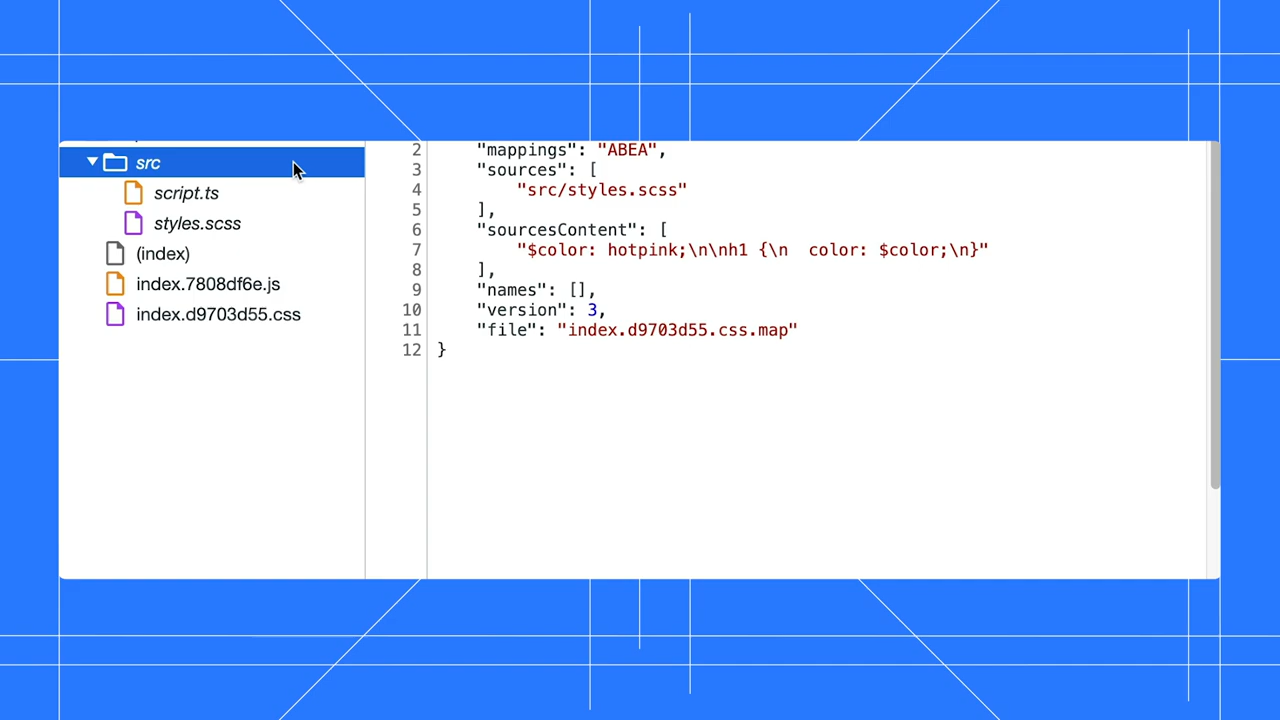 src
script.ts
styles.scss
(index)
index.7808df6e.js
index.d9703d55.css
2 "mappings": "ABEA",
3 "sources": [
4 "src/styles.scss"
5 ],
6 "sourcesContent": [
7 "$color: hotpink;\n\nh1 {\n  color: $color;\n}"
8 ],
9 "names": [],
10 "version": 3,
11 "file": "index.d9703d55.css.map"
12 }